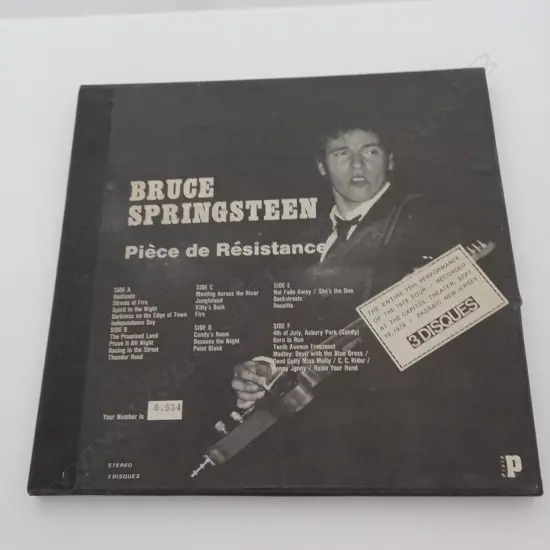 BRUCE
SPRINGSTEEN
Pièce de Résistance
SIDE A
Badlands
Streets of Fire
Spirit in the Night
Darkness on the Edge of Town
Independence Day
SIDE B
The Promised Land
Prove It All Night
Racing in the Street
Thunder Road
SIDE C
Meeting Across the River
Jungleland
Kitty's Back
Fire
SIDE D
Candy's Room
Because the Night
Point Blank
SIDE E
Not Fade Away / She's the One
Backstreets
Rosalita
SIDE F
4th of July, Asbury Park (Sandy)
Born to Run
Tenth Avenue Freezeout
Medley: Devil with the Blue Dress /
Good Golly Miss Molly / C. C. Rider /
Jenny Jenny / Raise Your Hand
THE ENTIRE 75th PERFORMANCE
OF THE 1978 TOUR / RECORDED
AT THE CAPITOL THEATER, SEPT
19, 1978 / PASSAIC NEW JERSEY
3 DISQUES
Your Number Is
0.554
STEREO
3 DISQUES
P